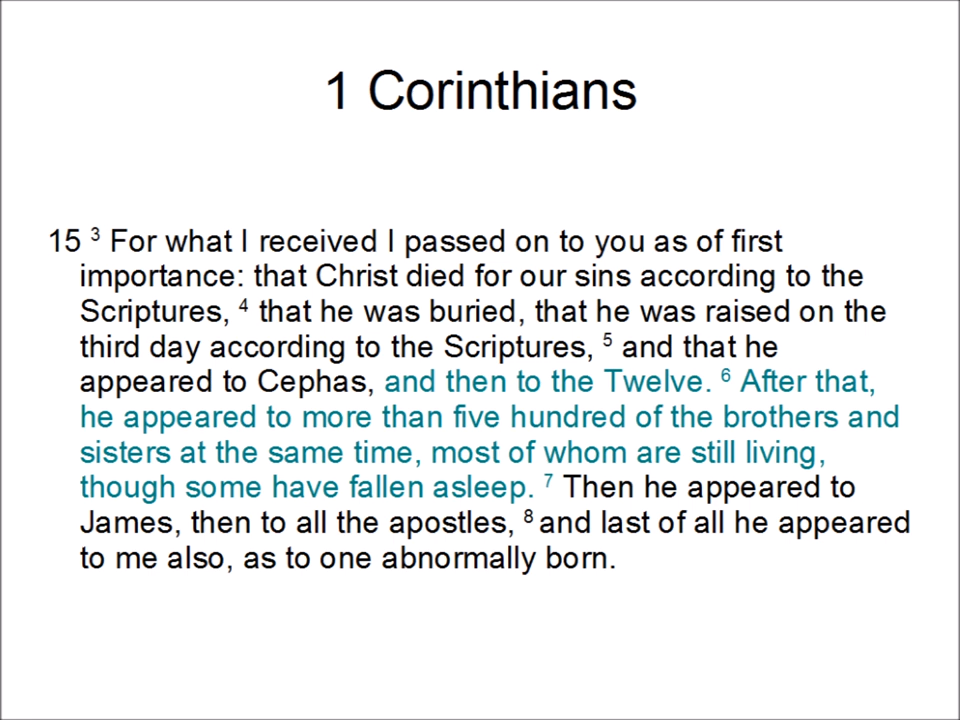 1 Corinthians
15 3 For what I received I passed on to you as of first
importance: that Christ died for our sins according to the
Scriptures, 4 that he was buried, that he was raised on the
third day according to the Scriptures, 5 and that he
appeared to Cephas, and then to the Twelve. 6 After that,
he appeared to more than five hundred of the brothers and
sisters at the same time, most of whom are still living,
though some have fallen asleep. 7 Then he appeared to
James, then to all the apostles, 8 and last of all he appeared
to me also, as to one abnormally born.